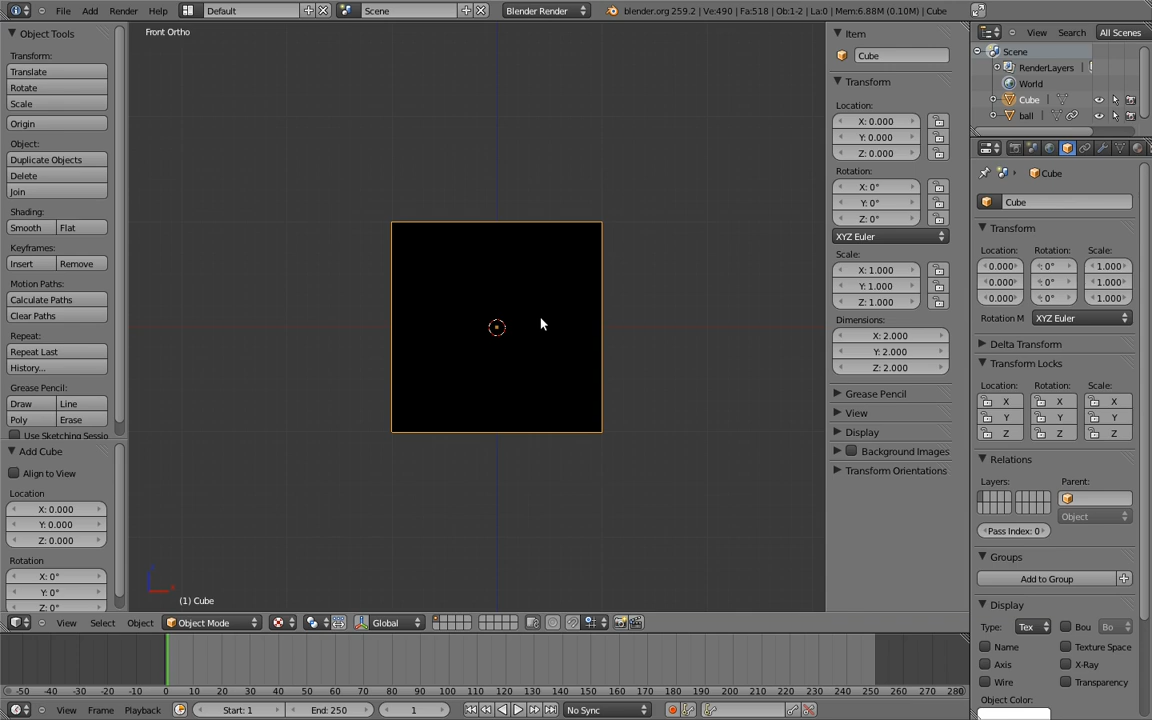 Add Render Help Default Scene Blender Render blender.org 259.2 | Ve:490 | Fa:518 | Ob:1-2 | La:0 | Mem:6.88M (0.10M) | Cube
Object Tools
Transform:
Translate
Rotate
Scale
Origin
Object:
Duplicate Objects
Delete
Join
Shading:
Smooth Flat
Keyframes:
Insert Remove
Motion Paths:
Calculate Paths
Clear Paths
Repeat:
Repeat Last
History...
Grease Pencil:
Draw Line
Poly Erase
Use Sketching Sessio
Add Cube
Align to View
Location
X: 0.000
Y: 0.000
Z: 0.000
Rotation
X: 0°
Y: 0°
Z: 0°
Front Ortho
(1) Cube
Item
Cube
Transform
Location:
X: 0.000
Y: 0.000
Z: 0.000
Rotation:
X: 0°
Y: 0°
Z: 0°
XYZ Euler
Scale:
X: 1.000
Y: 1.000
Z: 1.000
Dimensions:
X: 2.000
Y: 2.000
Z: 2.000
Grease Pencil
View
Display
Background Images
Transform Orientations
View Search All Scenes
Scene
RenderLayers |
World
Cube |
ball |
Cube
Cube
Transform
Location: Rotation: Scale:
0.000 : 0° 1.000
0.000 : 0° 1.000
0.000 : 0° 1.000
Rotation M XYZ Euler
Delta Transform
Transform Locks
Location: Rotation: Scale:
X X X
Y Y Y
Z Z Z
Relations
Layers: Parent:
Object
Pass Index: 0
Groups
Add to Group
Display
Type: Tex Bou Bo
Name Texture Space
Axis X-Ray
Wire Transparency
Object Color:
View Select Object Object Mode Global
-50 -40 -30 -20 -10 0 10 20 30 40 50 60 70 80 90 100 110 120 130 140 150 160 170 180 190 200 210 220 230 240 250 260 270 280
View Frame Playback Start: 1 End: 250 1 No Sync